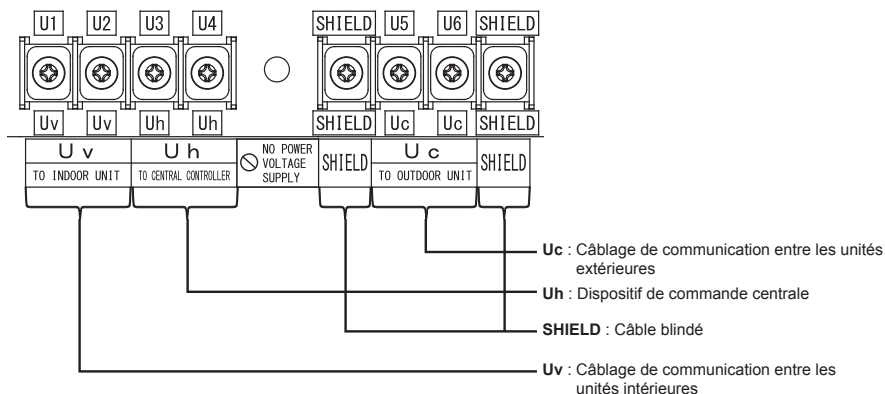 U1 U2 U3 U4 SHIELD U5 U6 SHIELD
Uv Uv Uh Uh SHIELD Uc Uc SHIELD
U v U h NO POWER VOLTAGE SUPPLY SHIELD U c SHIELD
TO INDOOR UNIT TO CENTRAL CONTROLLER TO OUTDOOR UNIT
Uc : Câblage de communication entre les unités
extérieures
Uh : Dispositif de commande centrale
SHIELD : Câble blindé
Uv : Câblage de communication entre les
unités intérieures